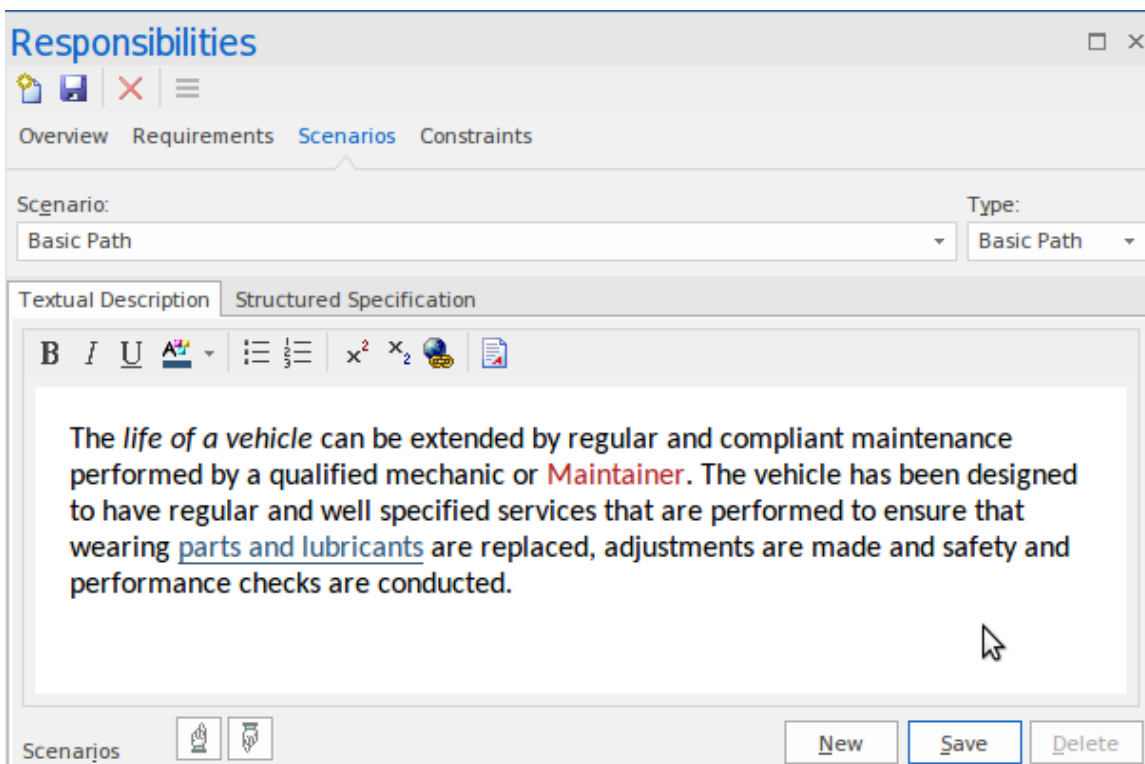 Responsibilities
Overview Requirements Scenarios Constraints
Scenario: Type:
Basic Path Basic Path
Textual Description Structured Specification
B I U A x² x₂
The life of a vehicle can be extended by regular and compliant maintenance
performed by a qualified mechanic or Maintainer. The vehicle has been designed
to have regular and well specified services that are performed to ensure that
wearing parts and lubricants are replaced, adjustments are made and safety and
performance checks are conducted.
Scenarios New Save Delete